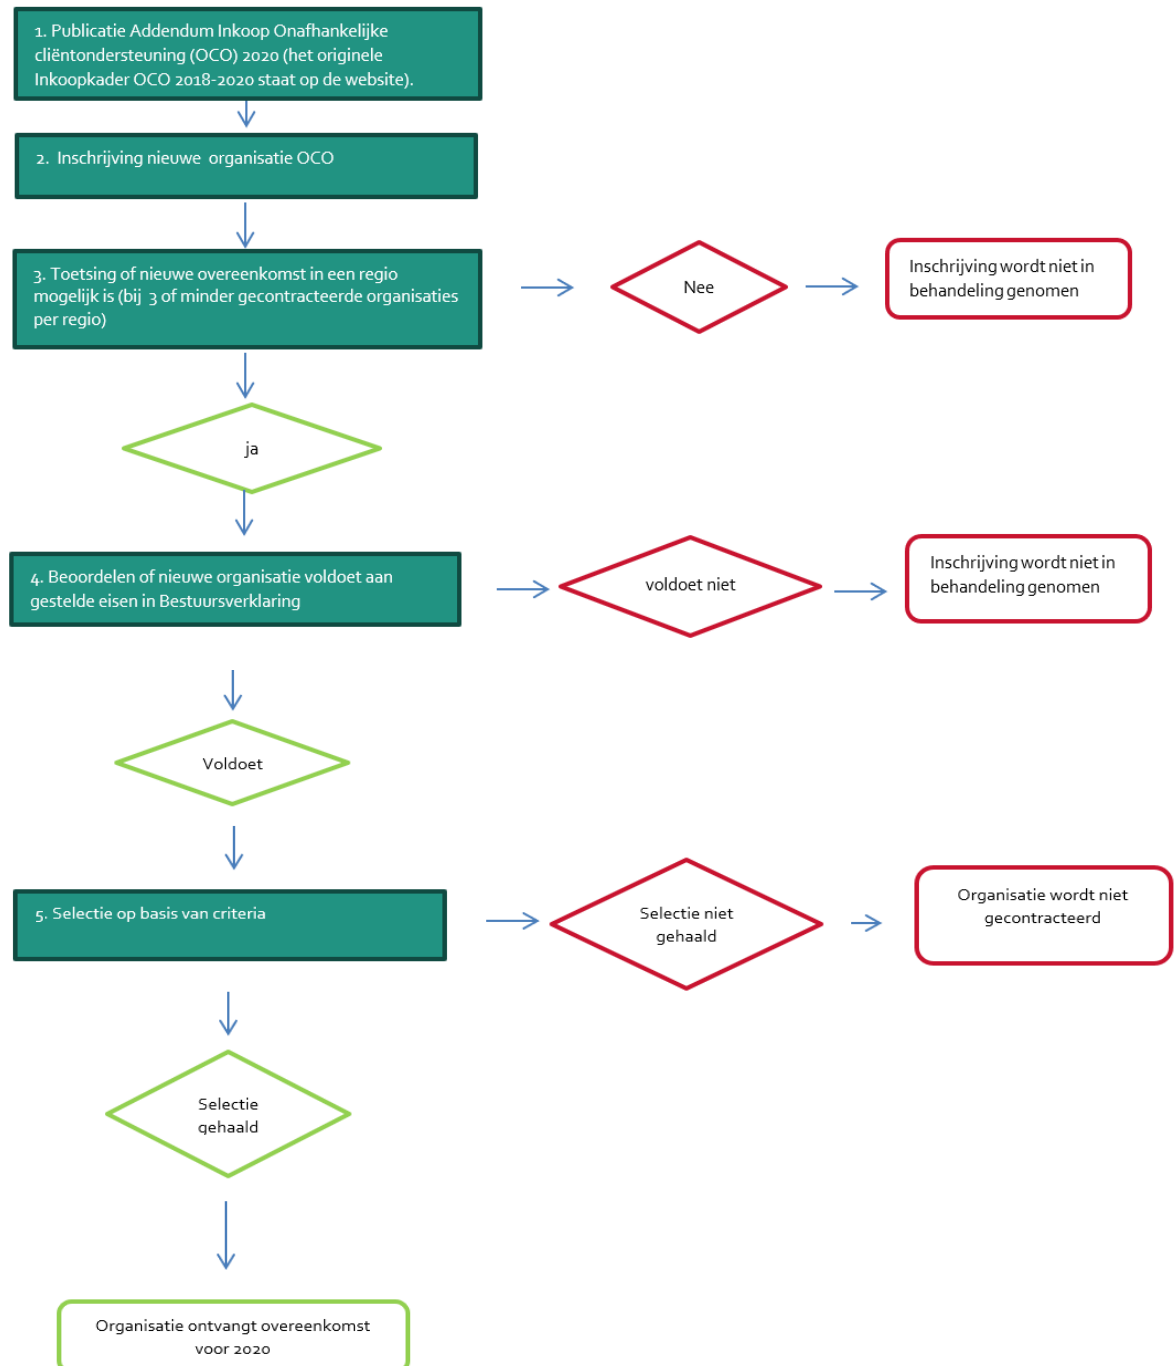 1. Publicatie Addendum Inkoop Onafhankelijke
cliëntondersteuning (OCO) 2020 (het originele
Inkoopkader OCO 2018-2020 staat op de website).
2. Inschrijving nieuwe organisatie OCO
3. Toetsing of nieuwe overeenkomst in een regio
mogelijk is (bij 3 of minder gecontracteerde organisaties
per regio)
Nee
Inschrijving wordt niet in
behandeling genomen
ja
4. Beoordelen of nieuwe organisatie voldoet aan
gestelde eisen in Bestuursverklaring
voldoet niet
Inschrijving wordt niet in
behandeling genomen
Voldoet
5. Selectie op basis van criteria
Selectie niet
gehaald
Organisatie wordt niet
gecontracteerd
Selectie
gehaald
Organisatie ontvangt overeenkomst
voor 2020